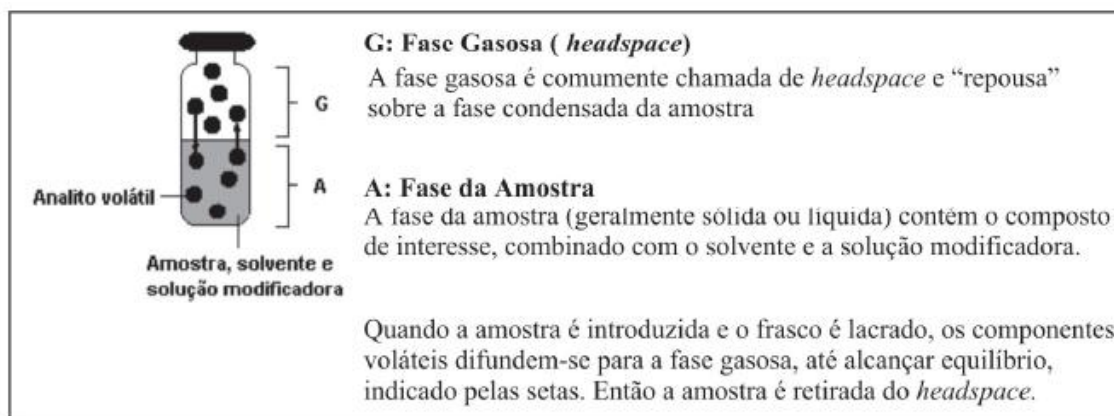 G: Fase Gasosa ( headspace)
A fase gasosa é comumente chamada de headspace e “repousa”
sobre a fase condensada da amostra
G
A: Fase da Amostra
A
Analito volátil
A fase da amostra (geralmente sólida ou líquida) contém o composto
de interesse, combinado com o solvente e a solução modificadora.
Amostra, solvente e
solução modificadora
Quando a amostra é introduzida e o frasco é lacrado, os componentes
voláteis difundem-se para a fase gasosa, até alcançar equilíbrio,
indicado pelas setas. Então a amostra é retirada do headspace.